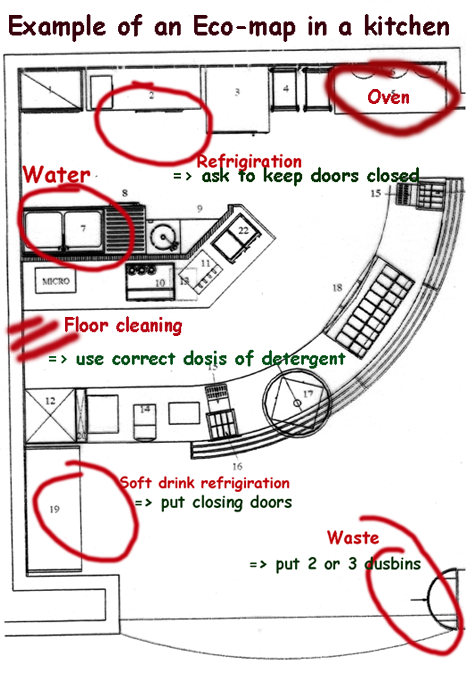 Example of an Eco-map in a kitchen
1
2
3
4
Oven
Refrigiration
=> ask to keep doors closed
Water
8
15
9
7
22
11
MICRO
10
13
18
Floor cleaning
=> use correct dosis of detergent
15
12
14
17
16
Soft drink refrigiration
=> put closing doors
19
Waste
=> put 2 or 3 dusbins